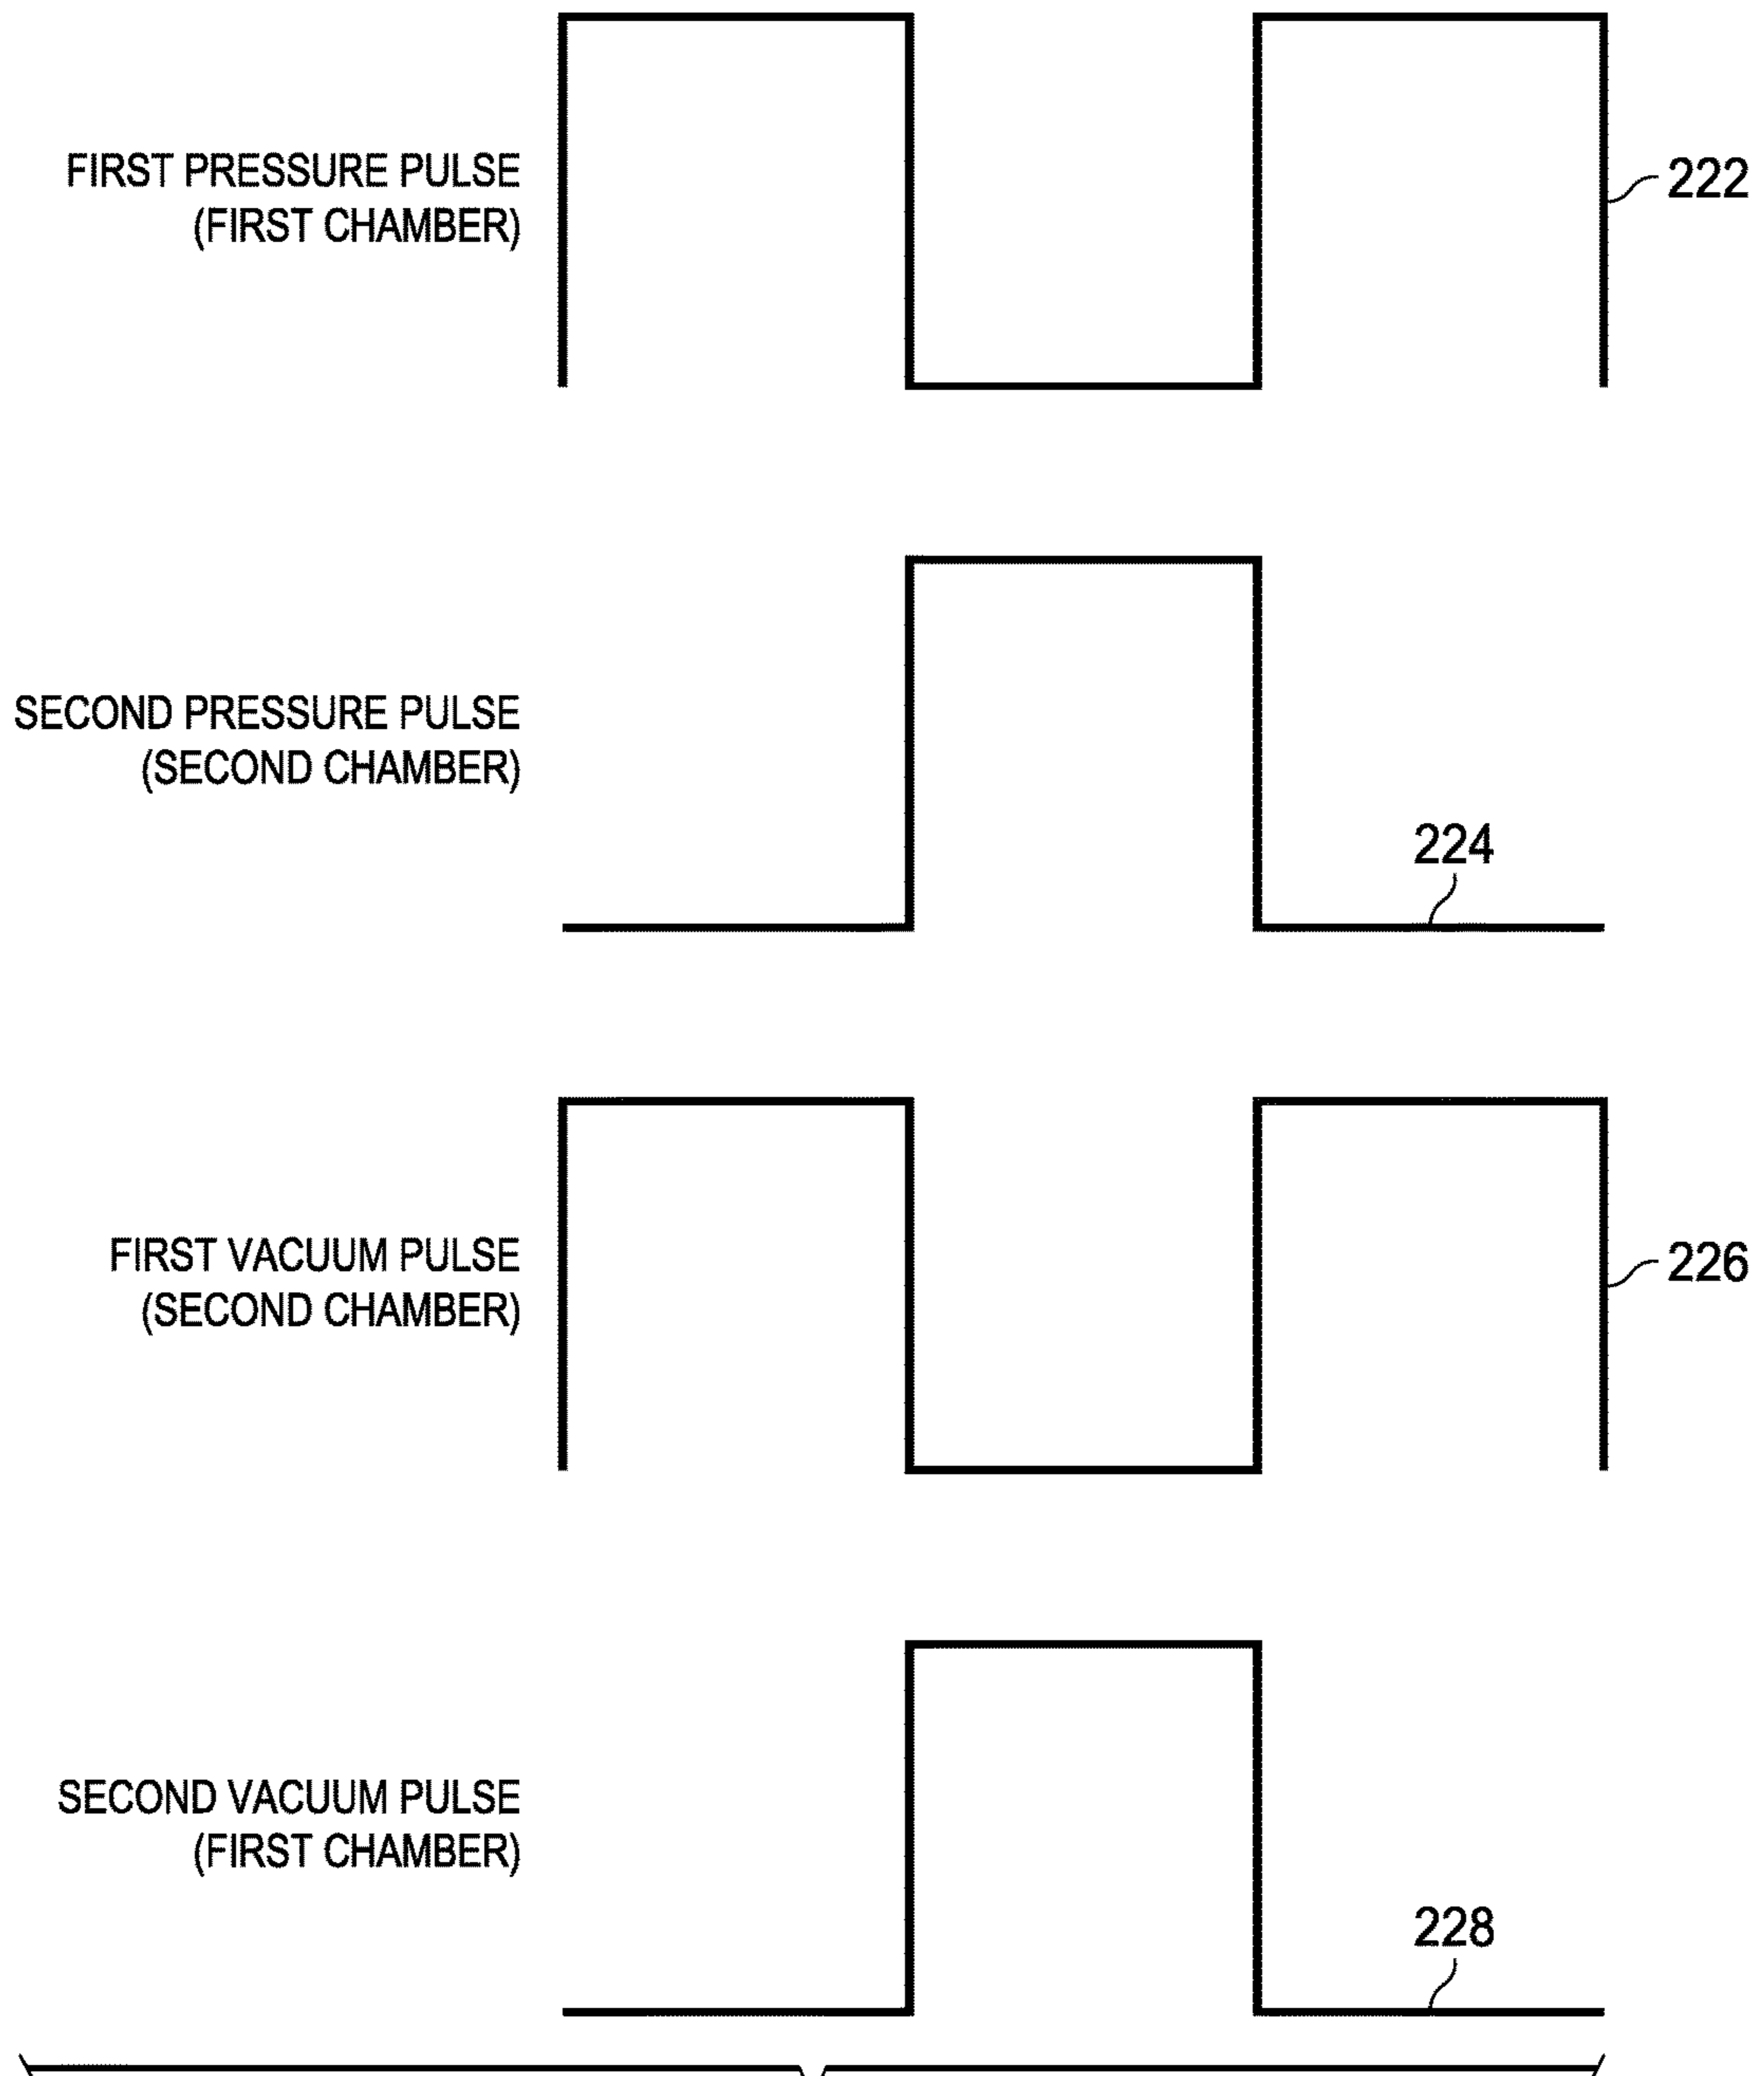 FIRST PRESSURE PULSE
(FIRST CHAMBER)
222
SECOND PRESSURE PULSE
(SECOND CHAMBER)
224
FIRST VACUUM PULSE
(SECOND CHAMBER)
226
SECOND VACUUM PULSE
(FIRST CHAMBER)
228